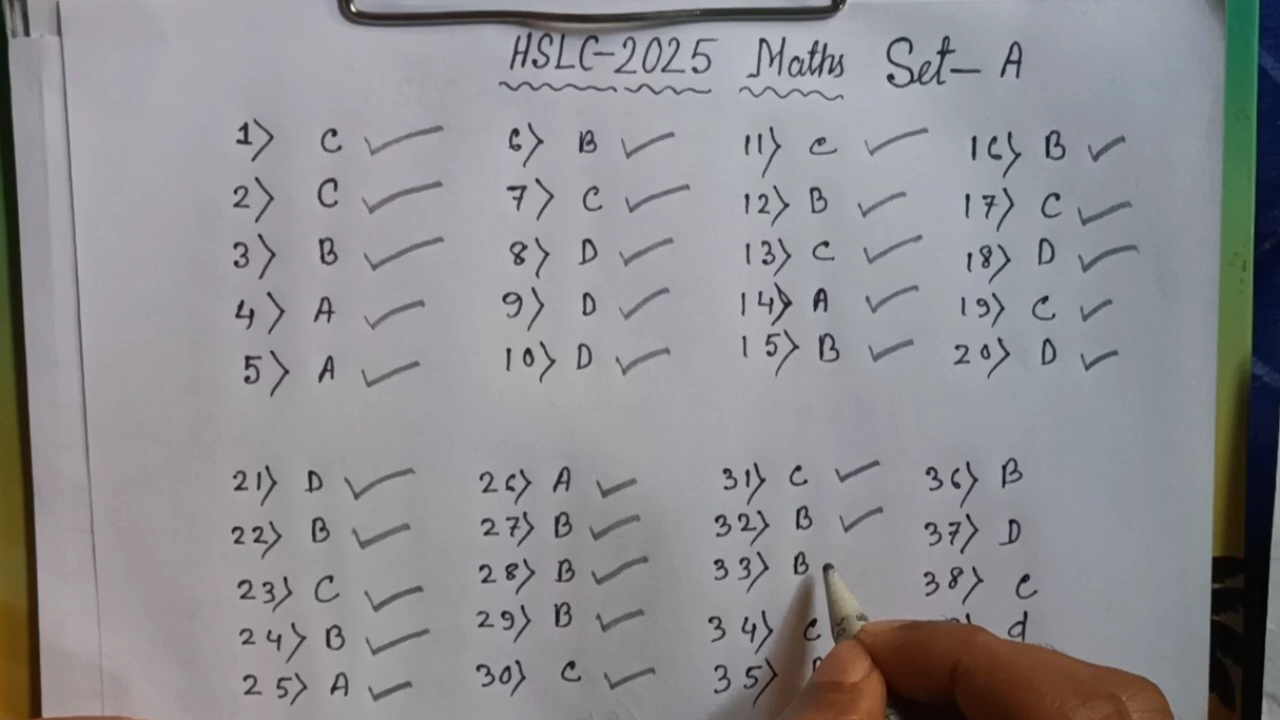 HSLC-2025 Maths Set- A
1) C
2) C
3) B
4) A
5) A
6) B
7) C
8) D
9) D
10) D
11) C
12) B
13) C
14) A
15) B
16) B
17) C
18) D
19) C
20) D
21) D
22) B
23) C
24) B
25) A
26) A
27) B
28) B
29) B
30) C
31) C
32) B
33) B
34) C
35)
36) B
37) D
38) C
d